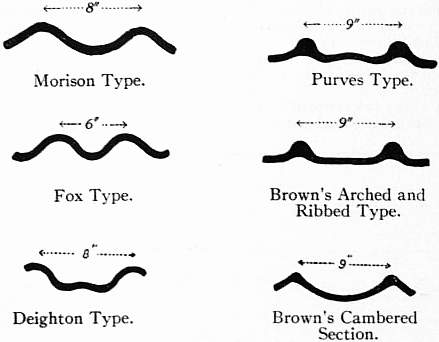 8"
Morison Type.
9"
Purves Type.
6"
Fox Type.
9"
Brown's Arched and
Ribbed Type.
8"
Deighton Type.
9"
Brown's Cambered
Section.